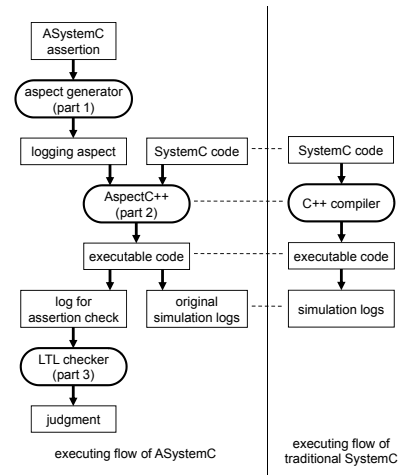 ASystemC
assertion
aspect generator
(part 1)
logging aspect
SystemC code
AspectC++
(part 2)
executable code
log for
assertion check
original
simulation logs
LTL checker
(part 3)
judgment
executing flow of ASystemC
SystemC code
C++ compiler
executable code
simulation logs
executing flow of
traditional SystemC